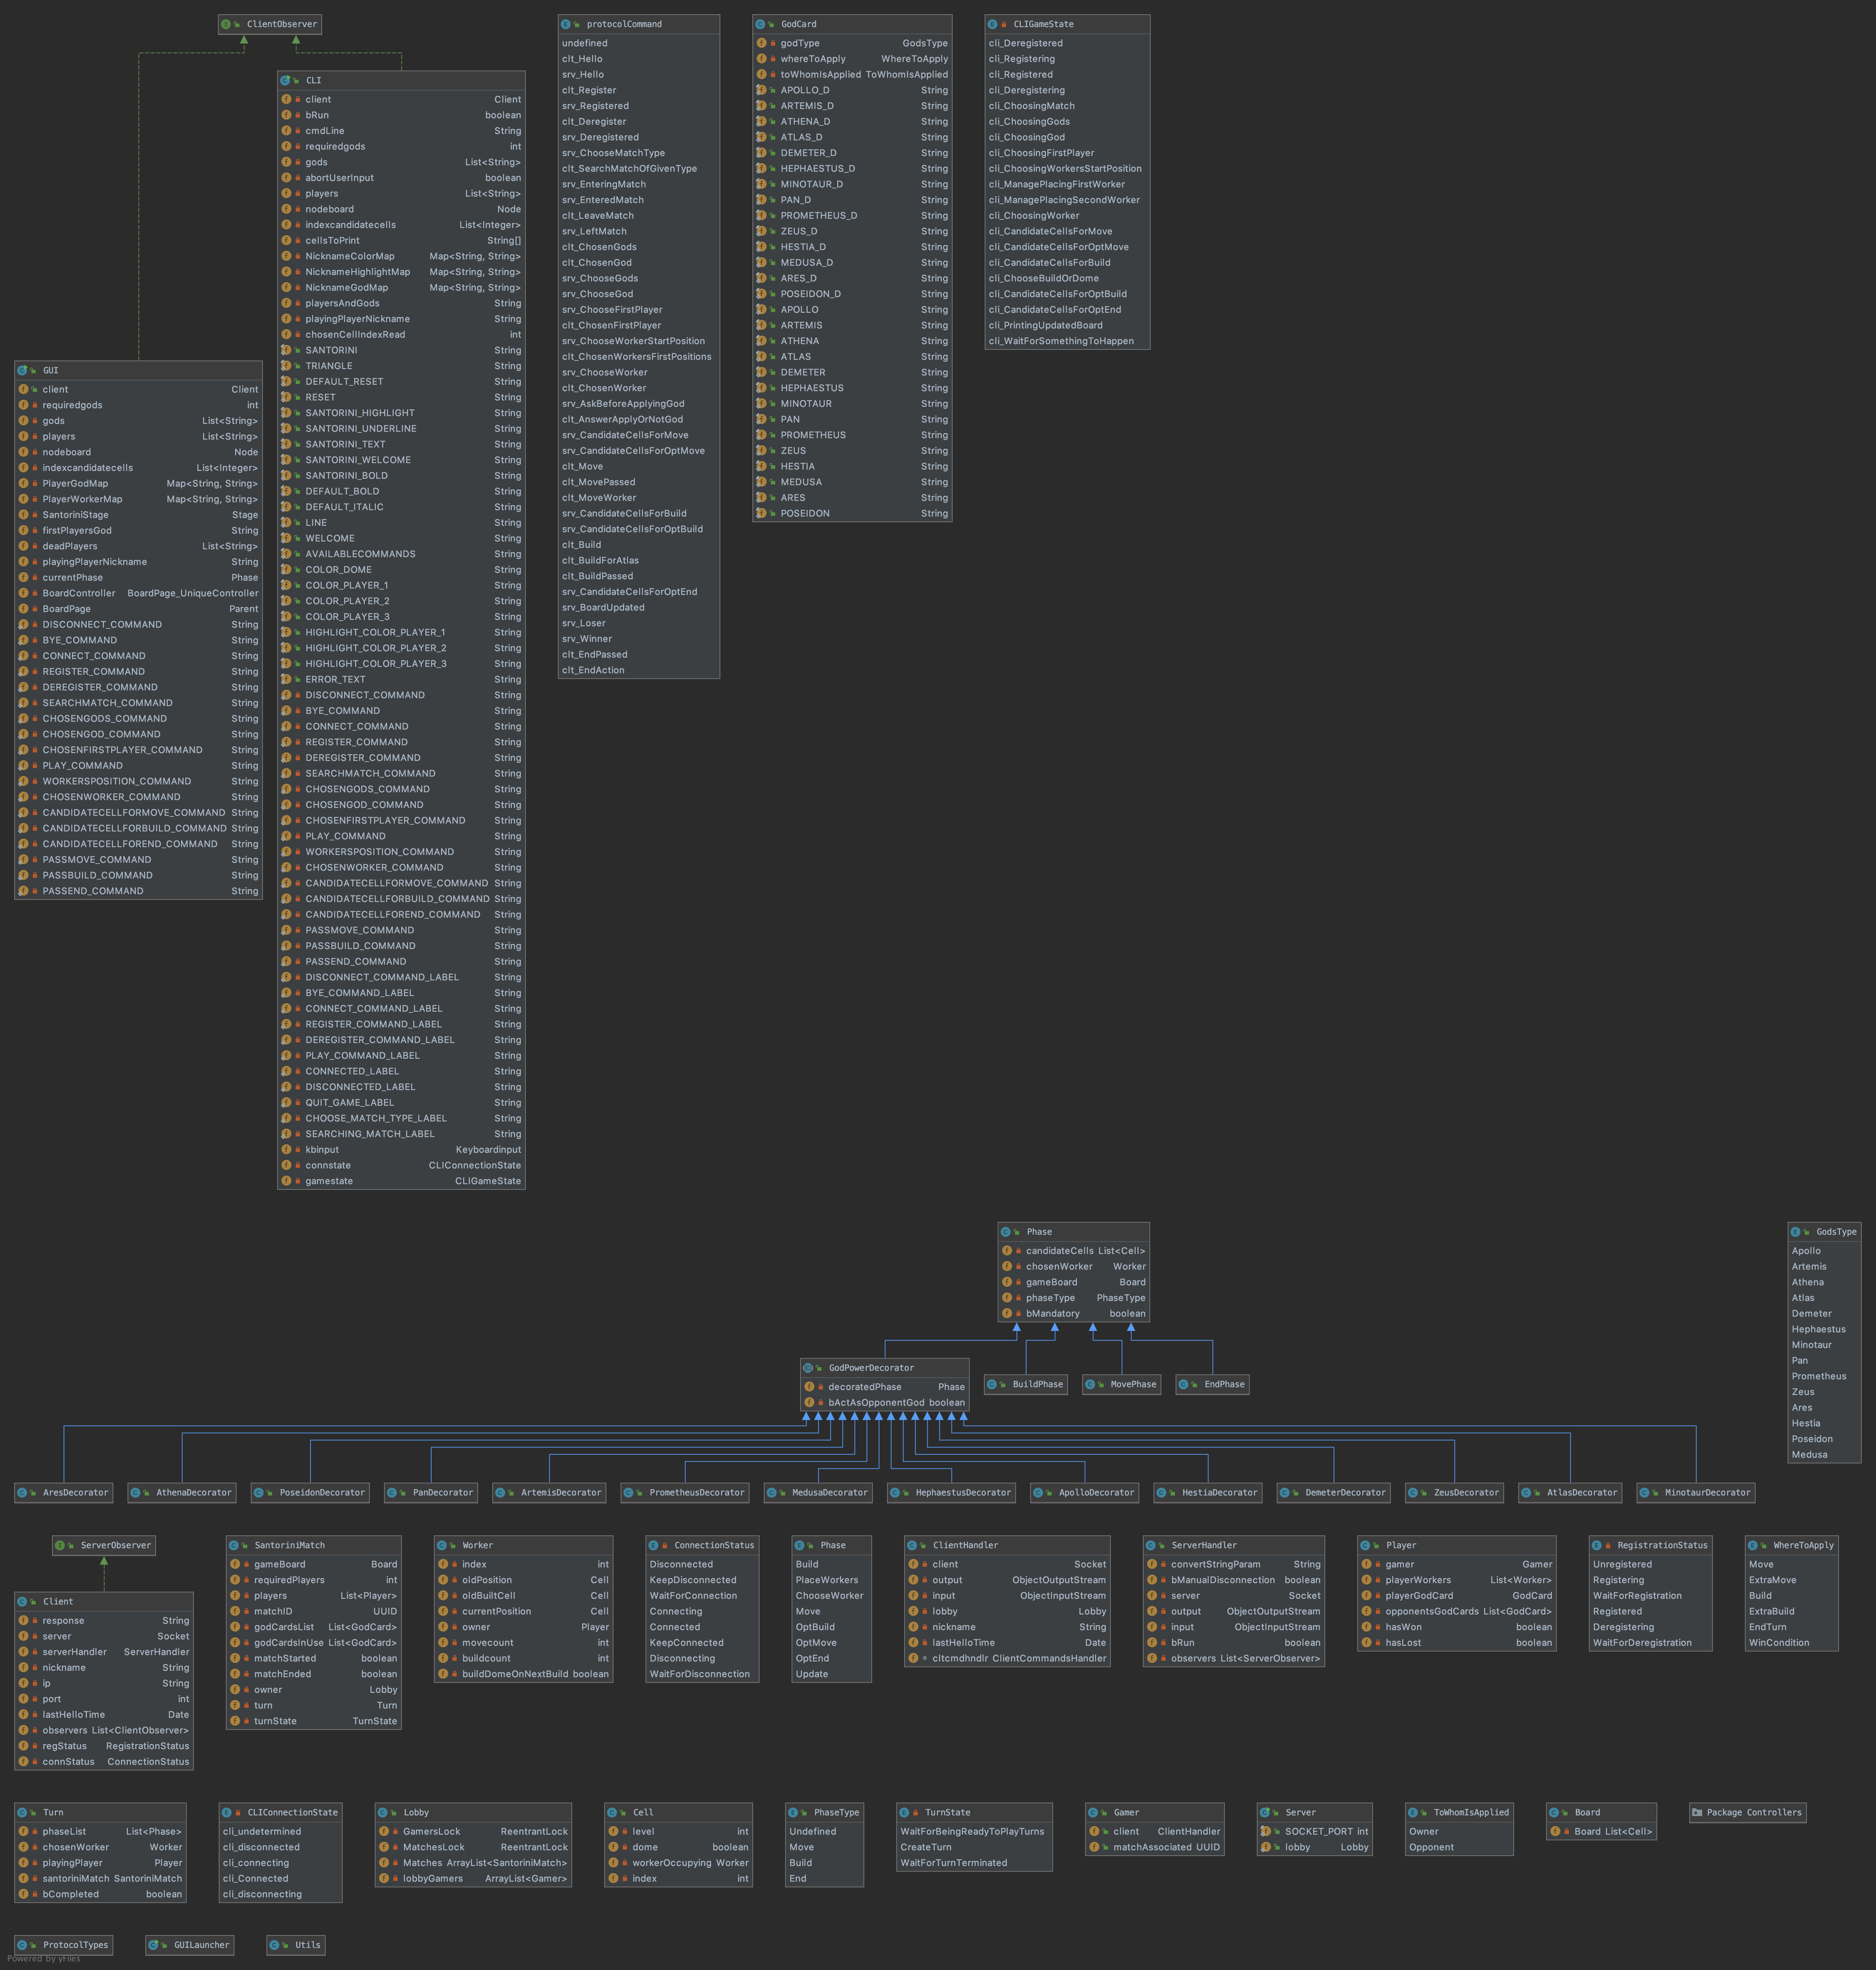 ClientObserver
CLI
client Client
bRun boolean
cmdLine String
requiredgods int
gods List<String>
abortUserInput boolean
players List<String>
nodeboard Node
indexcandidatecells List<Integer>
cellsToPrint String[]
NicknameColorMap Map<String, String>
NicknameHighlightMap Map<String, String>
NicknameGodMap Map<String, String>
playersAndGods String
playingPlayerNickname String
chosenCellIndexRead int
SANTORINI String
TRIANGLE String
DEFAULT_RESET String
RESET String
SANTORINI_HIGHLIGHT String
SANTORINI_UNDERLINE String
SANTORINI_TEXT String
SANTORINI_WELCOME String
SANTORINI_BOLD String
DEFAULT_BOLD String
DEFAULT_ITALIC String
LINE String
WELCOME String
AVAILABLECOMMANDS String
COLOR_DOME String
COLOR_PLAYER_1 String
COLOR_PLAYER_2 String
COLOR_PLAYER_3 String
HIGHLIGHT_COLOR_PLAYER_1 String
HIGHLIGHT_COLOR_PLAYER_2 String
HIGHLIGHT_COLOR_PLAYER_3 String
ERROR_TEXT String
DISCONNECT_COMMAND String
BYE_COMMAND String
CONNECT_COMMAND String
REGISTER_COMMAND String
DEREGISTER_COMMAND String
SEARCHMATCH_COMMAND String
CHOSENGODS_COMMAND String
CHOSENGOD_COMMAND String
CHOSENFIRSTPLAYER_COMMAND String
PLAY_COMMAND String
WORKERSPOSITION_COMMAND String
CHOSENWORKER_COMMAND String
CANDIDATECELLFORMOVE_COMMAND String
CANDIDATECELLFORBUILD_COMMAND String
CANDIDATECELLFOREND_COMMAND String
PASSMOVE_COMMAND String
PASSBUILD_COMMAND String
PASSEND_COMMAND String
DISCONNECT_COMMAND_LABEL String
BYE_COMMAND_LABEL String
CONNECT_COMMAND_LABEL String
REGISTER_COMMAND_LABEL String
DEREGISTER_COMMAND_LABEL String
PLAY_COMMAND_LABEL String
CONNECTED_LABEL String
DISCONNECTED_LABEL String
QUIT_GAME_LABEL String
CHOOSE_MATCH_TYPE_LABEL String
SEARCHING_MATCH_LABEL String
kbinput Keyboardinput
connstate CLIConnectionState
gamestate CLIGameState
GUI
client Client
requiredgods int
gods List<String>
players List<String>
nodeboard Node
indexcandidatecells List<Integer>
PlayerGodMap Map<String, String>
PlayerWorkerMap Map<String, String>
SantoriniStage Stage
firstPlayersGod String
deadPlayers List<String>
playingPlayerNickname String
currentPhase Phase
BoardController BoardPage_UniqueController
BoardPage Parent
DISCONNECT_COMMAND String
BYE_COMMAND String
CONNECT_COMMAND String
REGISTER_COMMAND String
DEREGISTER_COMMAND String
SEARCHMATCH_COMMAND String
CHOSENGODS_COMMAND String
CHOSENGOD_COMMAND String
CHOSENFIRSTPLAYER_COMMAND String
PLAY_COMMAND String
WORKERSPOSITION_COMMAND String
CHOSENWORKER_COMMAND String
CANDIDATECELLFORMOVE_COMMAND String
CANDIDATECELLFORBUILD_COMMAND String
CANDIDATECELLFOREND_COMMAND String
PASSMOVE_COMMAND String
PASSBUILD_COMMAND String
PASSEND_COMMAND String
protocolCommand
undefined
clt_Hello
srv_Hello
clt_Register
srv_Registered
clt_Deregister
srv_Deregistered
srv_ChooseMatchType
clt_SearchMatchOfGivenType
srv_EnteringMatch
srv_EnteredMatch
clt_LeaveMatch
srv_LeftMatch
clt_ChosenGods
clt_ChosenGod
srv_ChooseGods
srv_ChooseGod
srv_ChooseFirstPlayer
clt_ChosenFirstPlayer
srv_ChooseWorkerStartPosition
clt_ChosenWorkersFirstPositions
srv_ChooseWorker
clt_ChosenWorker
srv_AskBeforeApplyingGod
clt_AnswerApplyOrNotGod
srv_CandidateCellsForMove
srv_CandidateCellsForOptMove
clt_Move
clt_MovePassed
clt_MoveWorker
srv_CandidateCellsForBuild
srv_CandidateCellsForOptBuild
clt_Build
clt_BuildForAtlas
clt_BuildPassed
srv_CandidateCellsForOptEnd
srv_BoardUpdated
srv_Loser
srv_Winner
clt_EndPassed
clt_EndAction
GodCard
godType GodsType
whereToApply WhereToApply
toWhomIsApplied ToWhomIsApplied
APOLLO_D String
ARTEMIS_D String
ATHENA_D String
ATLAS_D String
DEMETER_D String
HEPHAESTUS_D String
MINOTAUR_D String
PAN_D String
PROMETHEUS_D String
ZEUS_D String
HESTIA_D String
MEDUSA_D String
ARES_D String
POSEIDON_D String
APOLLO String
ARTEMIS String
ATHENA String
ATLAS String
DEMETER String
HEPHAESTUS String
MINOTAUR String
PAN String
PROMETHEUS String
ZEUS String
HESTIA String
MEDUSA String
ARES String
POSEIDON String
CLIGameState
cli_Deregistered
cli_Registering
cli_Registered
cli_Deregistering
cli_ChoosingMatch
cli_ChoosingGods
cli_ChoosingGod
cli_ChoosingFirstPlayer
cli_ChoosingWorkersStartPosition
cli_ManagePlacingFirstWorker
cli_ManagePlacingSecondWorker
cli_ChoosingWorker
cli_CandidateCellsForMove
cli_CandidateCellsForOptMove
cli_CandidateCellsForBuild
cli_ChooseBuildOrDome
cli_CandidateCellsForOptBuild
cli_CandidateCellsForOptEnd
cli_PrintingUpdatedBoard
cli_WaitForSomethingToHappen
Phase
candidateCells List<Cell>
chosenWorker Worker
gameBoard Board
phaseType PhaseType
bMandatory boolean
GodsType
Apollo
Artemis
Athena
Atlas
Demeter
Hephaestus
Minotaur
Pan
Prometheus
Zeus
Ares
Hestia
Poseidon
Medusa
GodPowerDecorator
decoratedPhase Phase
bActAsOpponentGod boolean
BuildPhase
MovePhase
EndPhase
AresDecorator
AthenaDecorator
PoseidonDecorator
PanDecorator
ArtemisDecorator
PrometheusDecorator
MedusaDecorator
HephaestusDecorator
ApolloDecorator
HestiaDecorator
DemeterDecorator
ZeusDecorator
AtlasDecorator
MinotaurDecorator
ServerObserver
Client
response String
server Socket
serverHandler ServerHandler
nickname String
ip String
port int
lastHelloTime Date
observers List<ClientObserver>
regStatus RegistrationStatus
connStatus ConnectionStatus
SantoriniMatch
gameBoard Board
requiredPlayers int
players List<Player>
matchID UUID
godCardsList List<GodCard>
godCardsInUse List<GodCard>
matchStarted boolean
matchEnded boolean
owner Lobby
turn Turn
turnState TurnState
Worker
index int
oldPosition Cell
oldBuiltCell Cell
currentPosition Cell
owner Player
movecount int
buildcount int
buildDomeOnNextBuild boolean
ConnectionStatus
Disconnected
KeepDisconnected
WaitForConnection
Connecting
Connected
KeepConnected
Disconnecting
WaitForDisconnection
Phase
Build
PlaceWorkers
ChooseWorker
Move
OptBuild
OptMove
OptEnd
Update
ClientHandler
client Socket
output ObjectOutputStream
input ObjectInputStream
lobby Lobby
nickname String
lastHelloTime Date
cltcmdhndlr ClientCommandsHandler
ServerHandler
convertStringParam String
bManualDisconnection boolean
server Socket
output ObjectOutputStream
input ObjectInputStream
bRun boolean
observers List<ServerObserver>
Player
gamer Gamer
playerWorkers List<Worker>
playerGodCard GodCard
opponentsGodCards List<GodCard>
hasWon boolean
hasLost boolean
RegistrationStatus
Unregistered
Registering
WaitForRegistration
Registered
Deregistering
WaitForDeregistration
WhereToApply
Move
ExtraMove
Build
ExtraBuild
EndTurn
WinCondition
Turn
phaseList List<Phase>
chosenWorker Worker
playingPlayer Player
santoriniMatch SantoriniMatch
bCompleted boolean
CLIConnectionState
cli_undetermined
cli_disconnected
cli_connecting
cli_Connected
cli_disconnecting
Lobby
GamersLock ReentrantLock
MatchesLock ReentrantLock
Matches ArrayList<SantoriniMatch>
lobbyGamers ArrayList<Gamer>
Cell
level int
dome boolean
workerOccupying Worker
index int
PhaseType
Undefined
Move
Build
End
TurnState
WaitForBeingReadyToPlayTurns
CreateTurn
WaitForTurnTerminated
Gamer
client ClientHandler
matchAssociated UUID
Server
SOCKET_PORT int
lobby Lobby
ToWhomIsApplied
Owner
Opponent
Board
Board List<Cell>
Package Controllers
ProtocolTypes
GUILauncher
Utils
Powered by yFiles